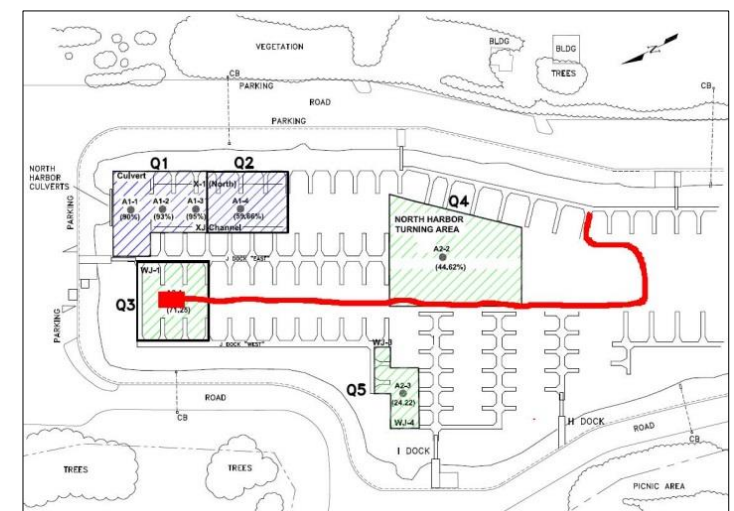 VEGETATION
BLDG
BLDG
TREES
Z
CB
PARKING
CB
ROAD
PARKING
NORTH
HARBOR
CULVERTS
PARKING
Q1
Q2
Culvert
X-1 (North)
A1-1
(90%)
A1-2
(93%)
A1-3
(95%)
A1-4
(59.66%)
XJ Channel
Q4
NORTH HARBOR
TURNING AREA
A2-2
(44.62%)
J DOCK "EAST"
WJ-1
Q3
(71.25)
PARKING
J DOCK "WEST"
WJ-3
Q5
A2-3
(24.22)
WJ-4
ROAD
CB
I DOCK
H DOCK
ROAD
CB
TREES
TREES
PICNIC AREA